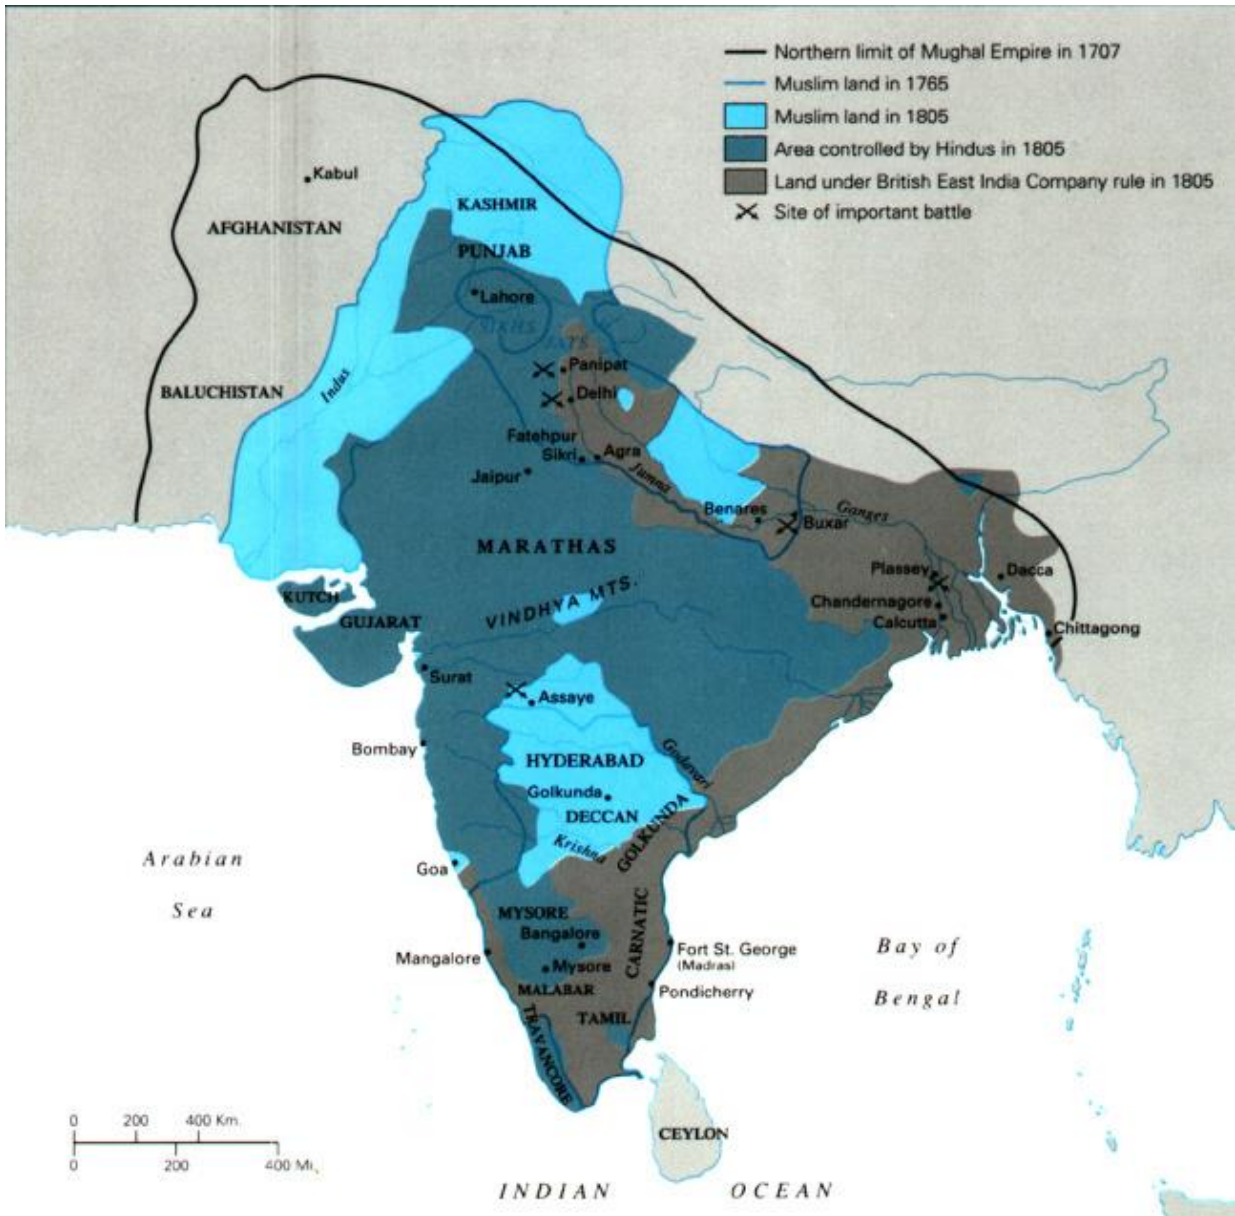 Northern limit of Mughal Empire in 1707
Muslim land in 1765
Muslim land in 1805
Area controlled by Hindus in 1805
Land under British East India Company rule in 1805
Site of important battle
Kabul
KASHMIR
AFGHANISTAN
PUNJAB
Lahore
SIKHS
JATS
Panipat
BALUCHISTAN
Indus
Delhi
Fatehpur
Sikri
Agra
Jaipur
Jumna
Benares
Ganges
Buxar
MARATHAS
Plassey
Dacca
VINDHYA MTS.
KUTCH
Chandernagore
GUJARAT
Calcutta
Chittagong
Surat
Assaye
Bombay
HYDERABAD
Godavari
Golkunda
DECCAN
GOLKUNDA
Krishna
Arabian
Sea
Goa
MYSORE
CARNATIC
Bangalore
Fort St. George
(Madras)
Bay of
Bengal
Mangalore
Mysore
MALABAR
Pondicherry
TAMIL
TRAVANCORE
0 200 400 Km.
0 200 400 Mi.
CEYLON
INDIAN OCEAN